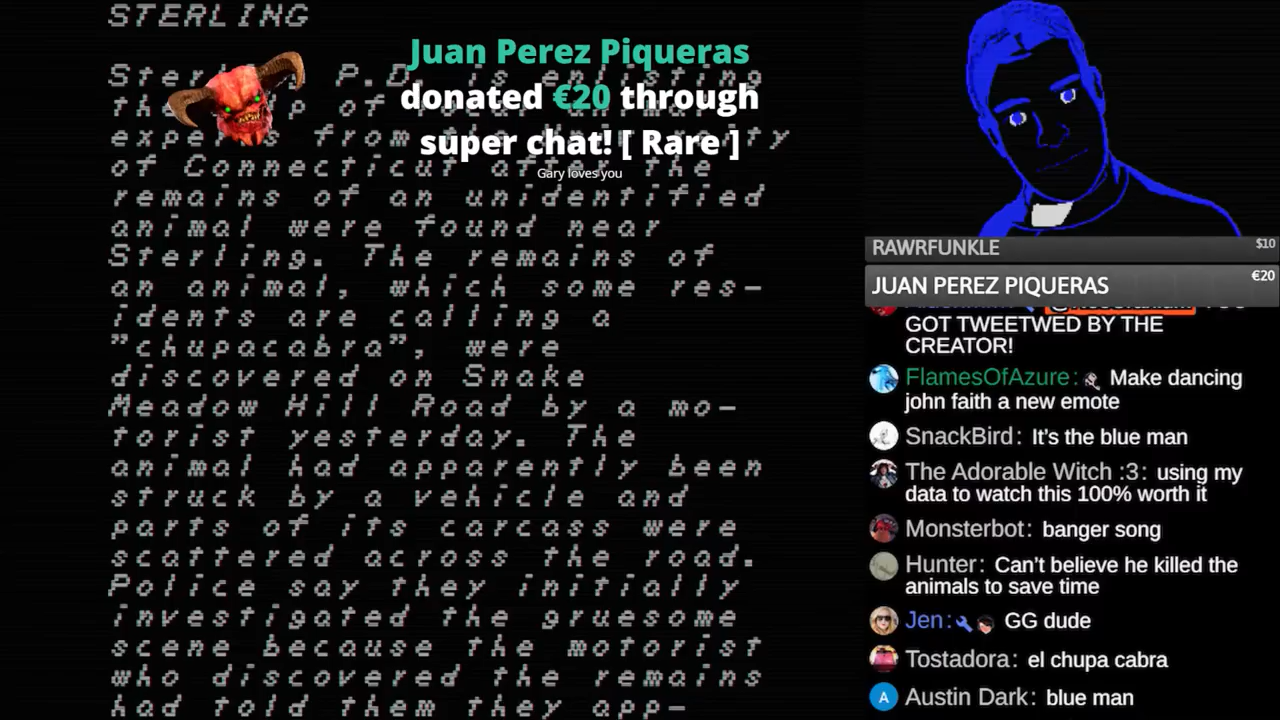 STERLING
Juan Perez Piqueras
donated €20 through
super chat! [ Rare ]
Gary loves you
P.D. is enlisting
of
from
of Connecticut after the
remains of an unidentified
animal were found near
Sterling. The remains of
an animal, which some res-
idents are calling a
"chupacabra", were
discovered on Snake
Meadow Hill Road by a mo-
torist yesterday. The
animal had apparently been
struck by a vehicle and
parts of its carcass were
scattered across the road.
Police say they initially
investigated the gruesome
scene because the motorist
who discovered the remains
had told them they app-
RAWRFUNKLE $10
JUAN PEREZ PIQUERAS €20
GOT TWEETWED BY THE
CREATOR!
FlamesOfAzure: Make dancing
john faith a new emote
SnackBird: It's the blue man
The Adorable Witch :3: using my
data to watch this 100% worth it
Monsterbot: banger song
Hunter: Can't believe he killed the
animals to save time
Jen: GG dude
Tostadora: el chupa cabra
A Austin Dark: blue man